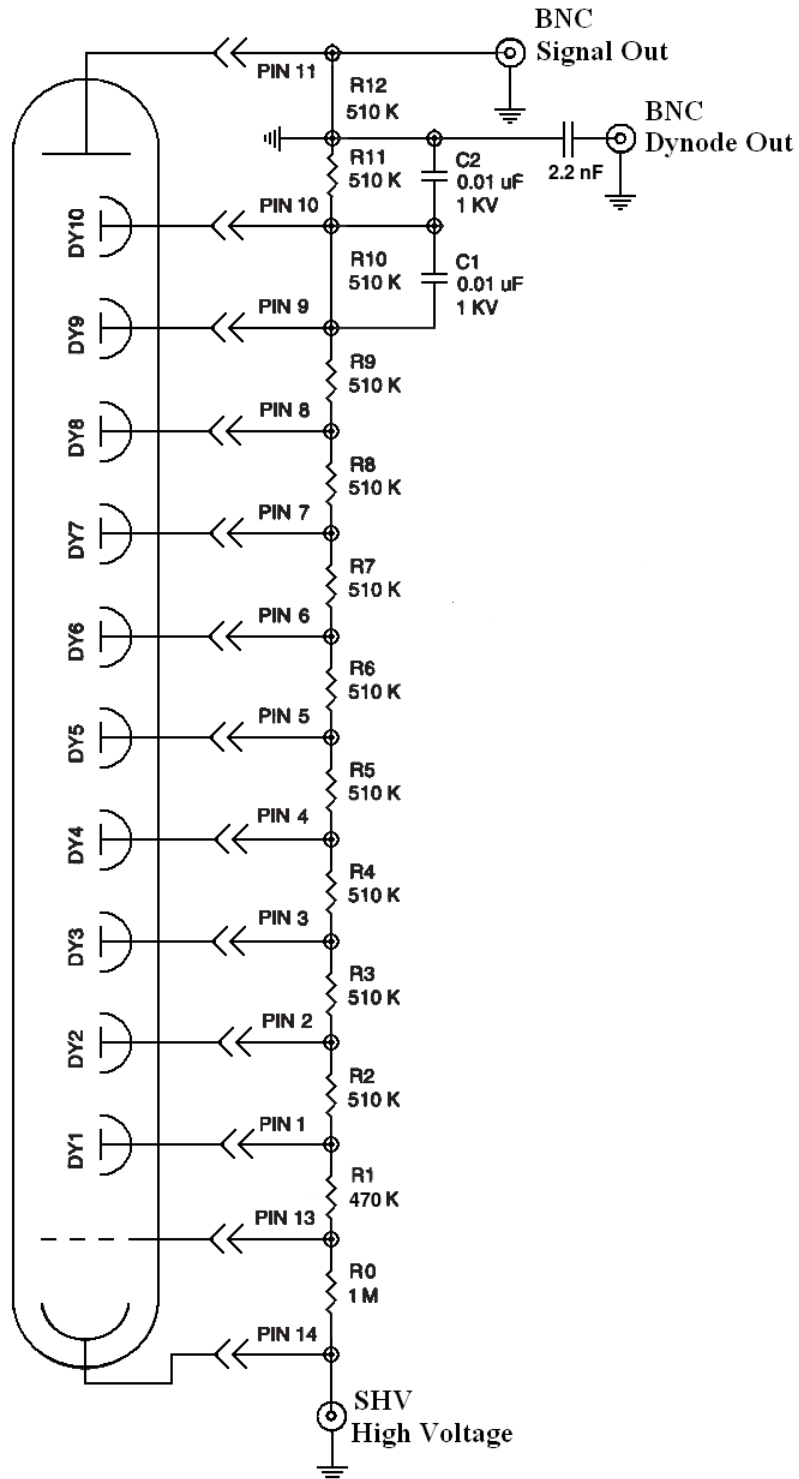 BNC
Signal Out
PIN 11
R12
510 K
BNC
Dynode Out
2.2 nF
R11
510 K
C2
0.01 uF
1 KV
DY10
PIN 10
R10
510 K
C1
0.01 uF
1 KV
DY9
PIN 9
R9
510 K
DY8
PIN 8
R8
510 K
DY7
PIN 7
R7
510 K
DY6
PIN 6
R6
510 K
DY5
PIN 5
R5
510 K
DY4
PIN 4
R4
510 K
DY3
PIN 3
R3
510 K
DY2
PIN 2
R2
510 K
DY1
PIN 1
R1
470 K
PIN 13
R0
1 M
PIN 14
SHV
High Voltage